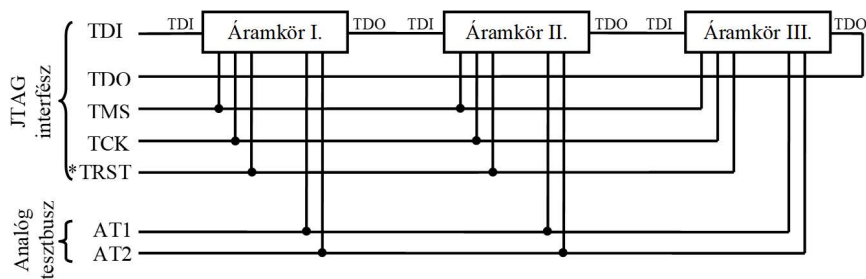 TDI
TDI
Áramkör I.
TDO
TDI
Áramkör II.
TDO
TDI
Áramkör III.
TDO
JTAG
interfész
TDO
TMS
TCK
*TRST
Analóg
tesztbusz
AT1
AT2